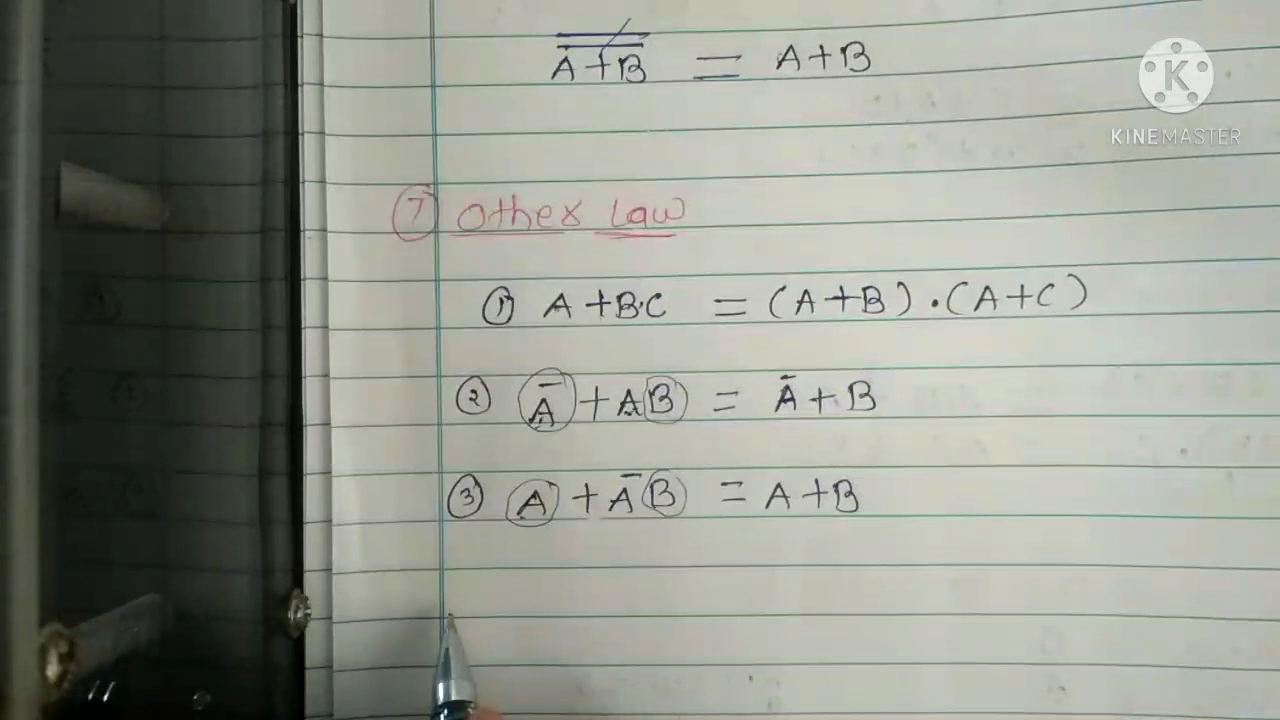 A̿+̿B̿ = A+B
K
KINEMASTER
⑦ Other Law
① A+B·C = (A+B)·(A+C)
② Ā+AB = Ā+B
③ A+ĀB = A+B